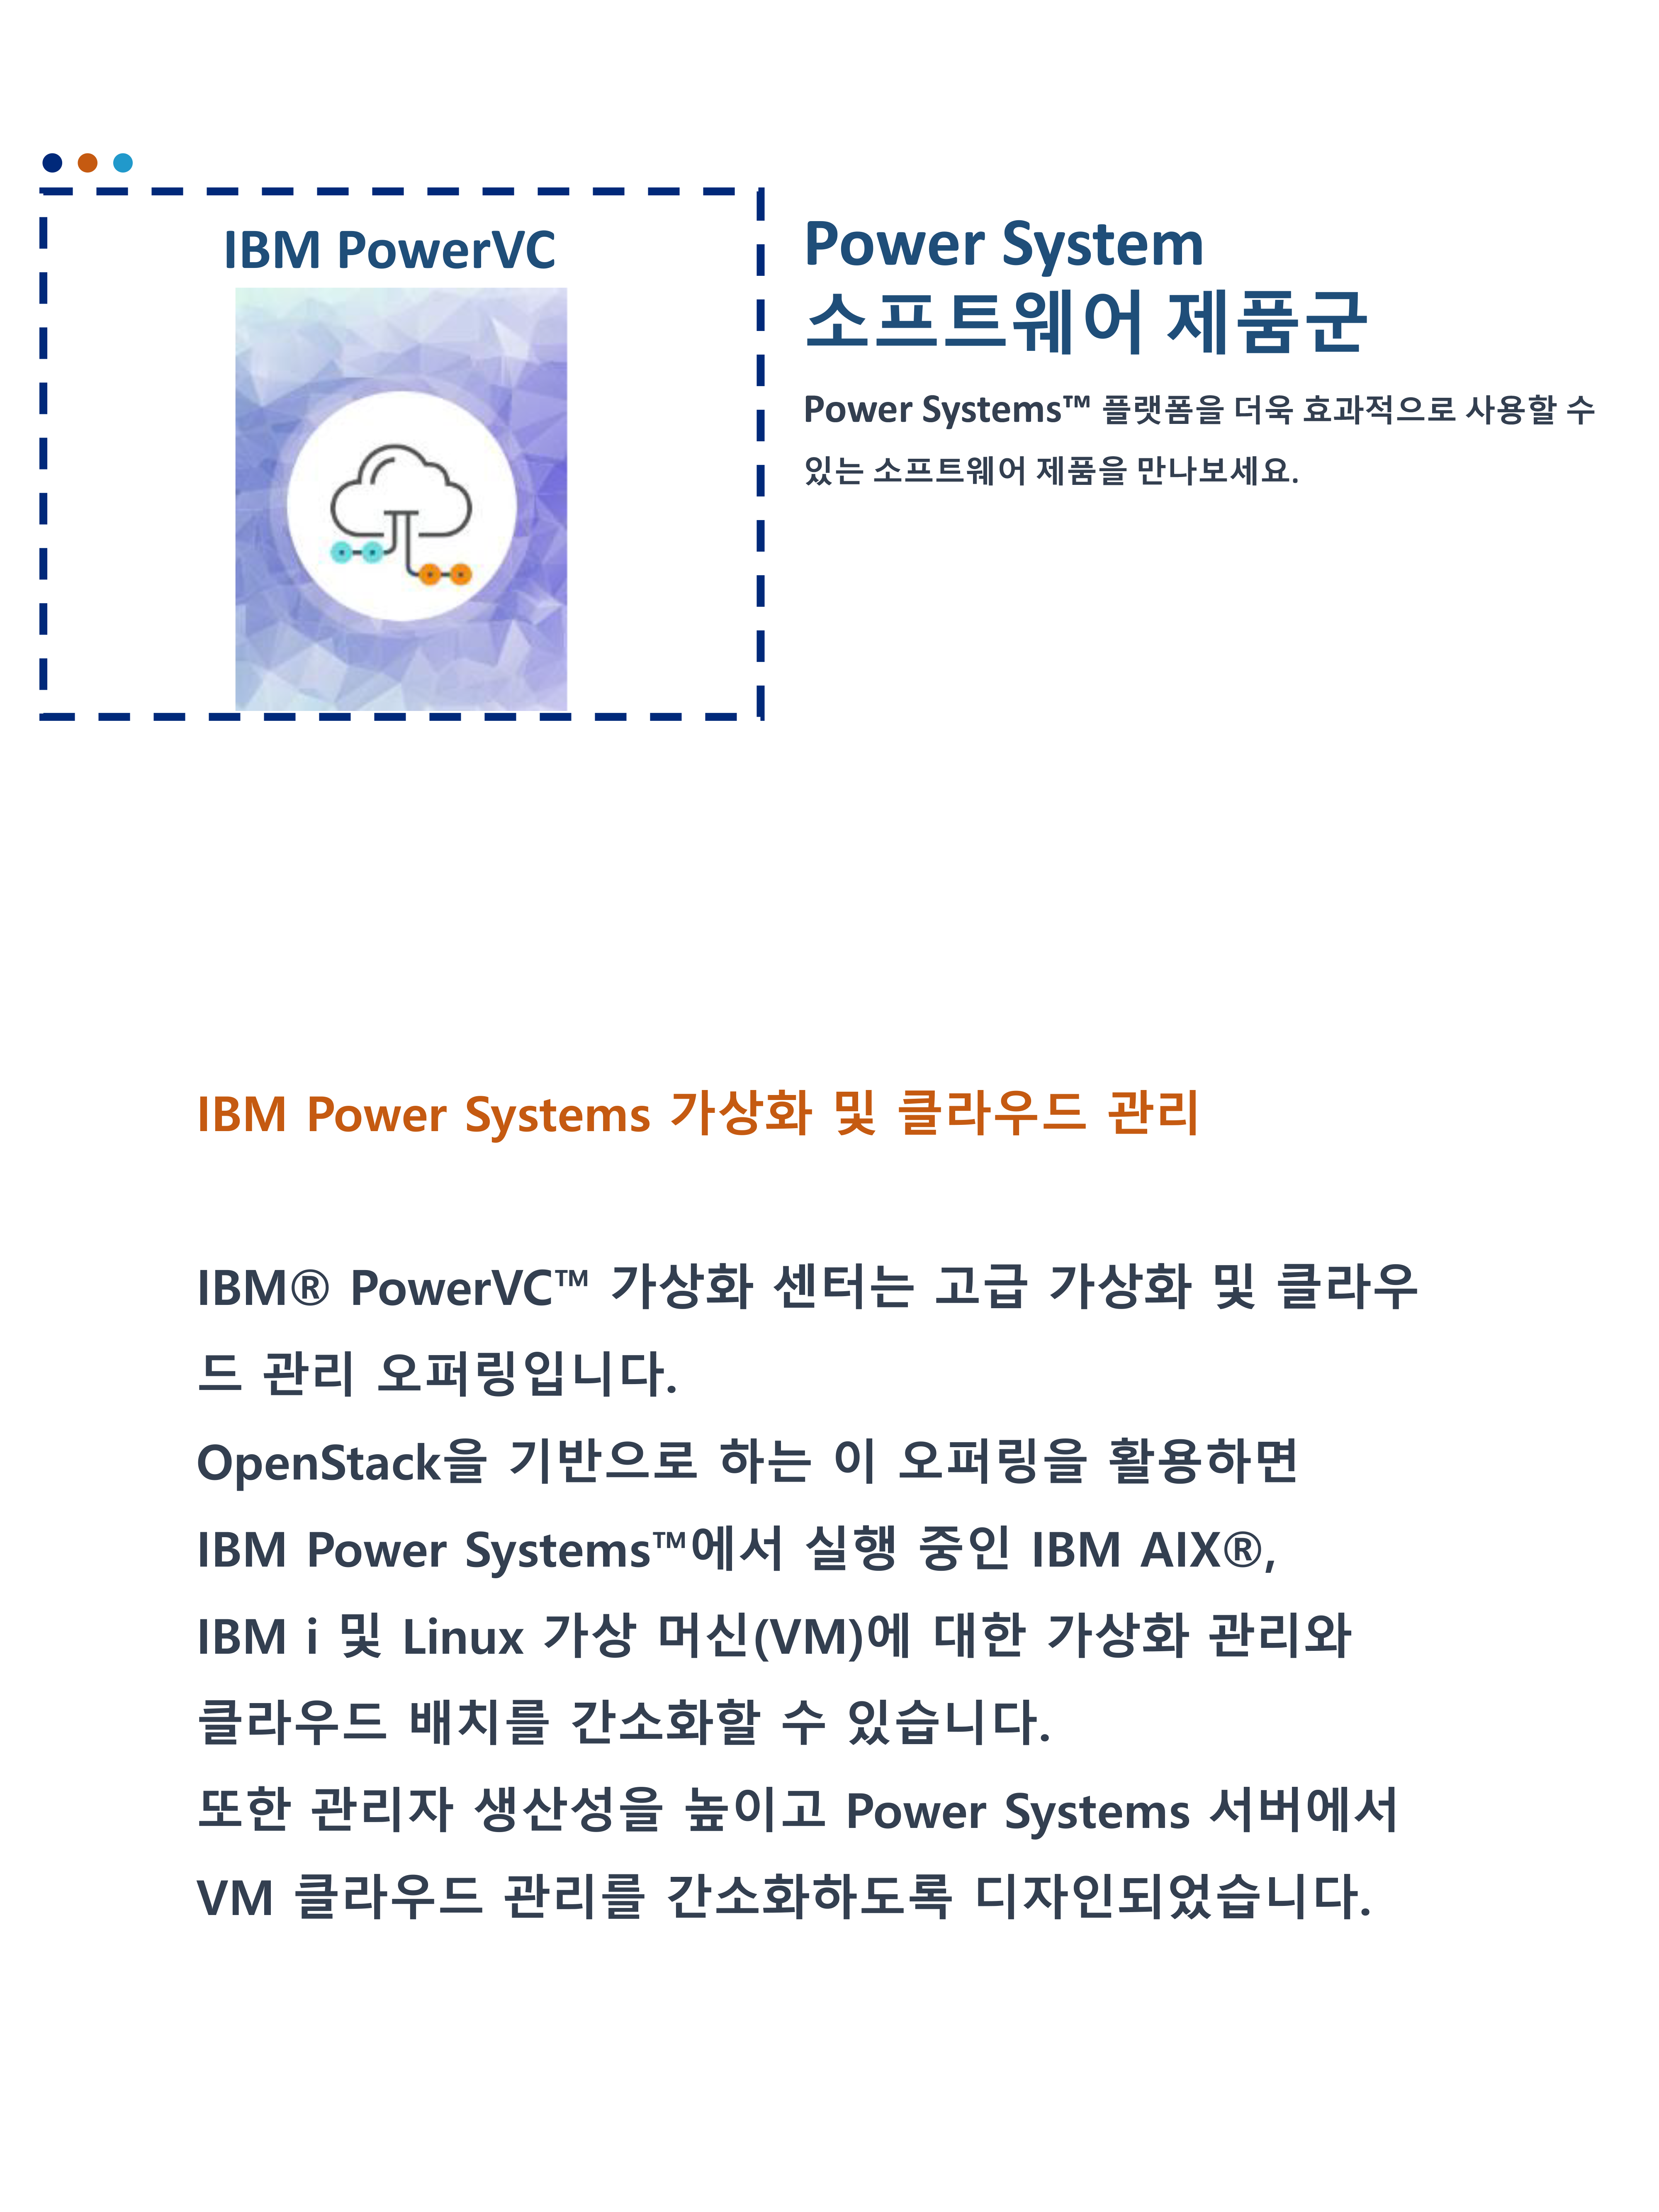 IBM PowerVC
Power System
소프트웨어 제품군
Power Systems™ 플랫폼을 더욱 효과적으로 사용할 수
있는 소프트웨어 제품을 만나보세요.
IBM Power Systems 가상화 및 클라우드 관리
IBM® PowerVC™ 가상화 센터는 고급 가상화 및 클라우
드 관리 오퍼링입니다.
OpenStack을 기반으로 하는 이 오퍼링을 활용하면
IBM Power Systems™에서 실행 중인 IBM AIX®,
IBM i 및 Linux 가상 머신(VM)에 대한 가상화 관리와
클라우드 배치를 간소화할 수 있습니다.
또한 관리자 생산성을 높이고 Power Systems 서버에서
VM 클라우드 관리를 간소화하도록 디자인되었습니다.